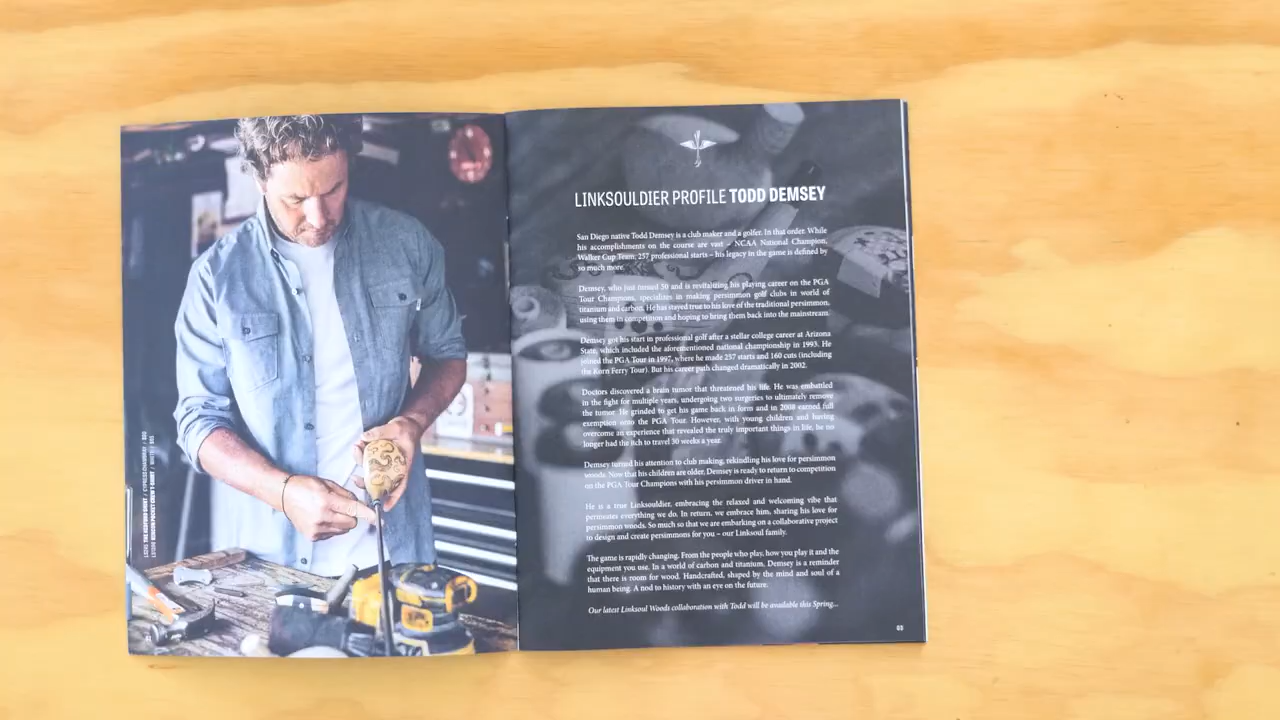 LINKSOULDIER PROFILE TODD DEMSEY
San Diego native Todd Demsey is a club maker and a golfer. In that order. While
his accomplishments on the course are vast – NCAA National Champion,
Walker Cup Team, 257 professional starts – his legacy in the game is defined by
so much more.
Demsey, who just turned 50 and is revitalizing his playing career on the PGA
Tour Champions, specializes in making persimmon golf clubs in world of
titanium and carbon. He has stayed true to his love of the traditional persimmon,
using them in competition and hoping to bring them back into the mainstream.
Demsey got his start in professional golf after a stellar college career at Arizona
State, which included the aforementioned national championship in 1993. He
joined the PGA Tour in 1997, where he made 257 starts and 160 cuts (including
the Korn Ferry Tour). But his career path changed dramatically in 2002.
Doctors discovered a brain tumor that threatened his life. He was embattled
in the fight for multiple years, undergoing two surgeries to ultimately remove
the tumor. He grinded to get his game back in form and in 2008 earned full
exemption onto the PGA Tour. However, with young children and having
overcome an experience that revealed the truly important things in life, he no
longer had the itch to travel 30 weeks a year.
Demsey turned his attention to club making, rekindling his love for persimmon
woods. Now that his children are older, Demsey is ready to return to competition
on the PGA Tour Champions with his persimmon driver in hand.
He is a true Linksouldier, embracing the relaxed and welcoming vibe that
permeates everything we do. In return, we embrace him, sharing his love for
persimmon woods. So much so that we are embarking on a collaborative project
to design and create persimmons for you – our Linksoul family.
The game is rapidly changing. From the people who play, how you play it and the
equipment you use. In a world of carbon and titanium, Demsey is a reminder
that there is room for wood. Handcrafted, shaped by the mind and soul of a
human being. A nod to history with an eye on the future.
Our latest Linksoul Woods collaboration with Todd will be available this Spring...